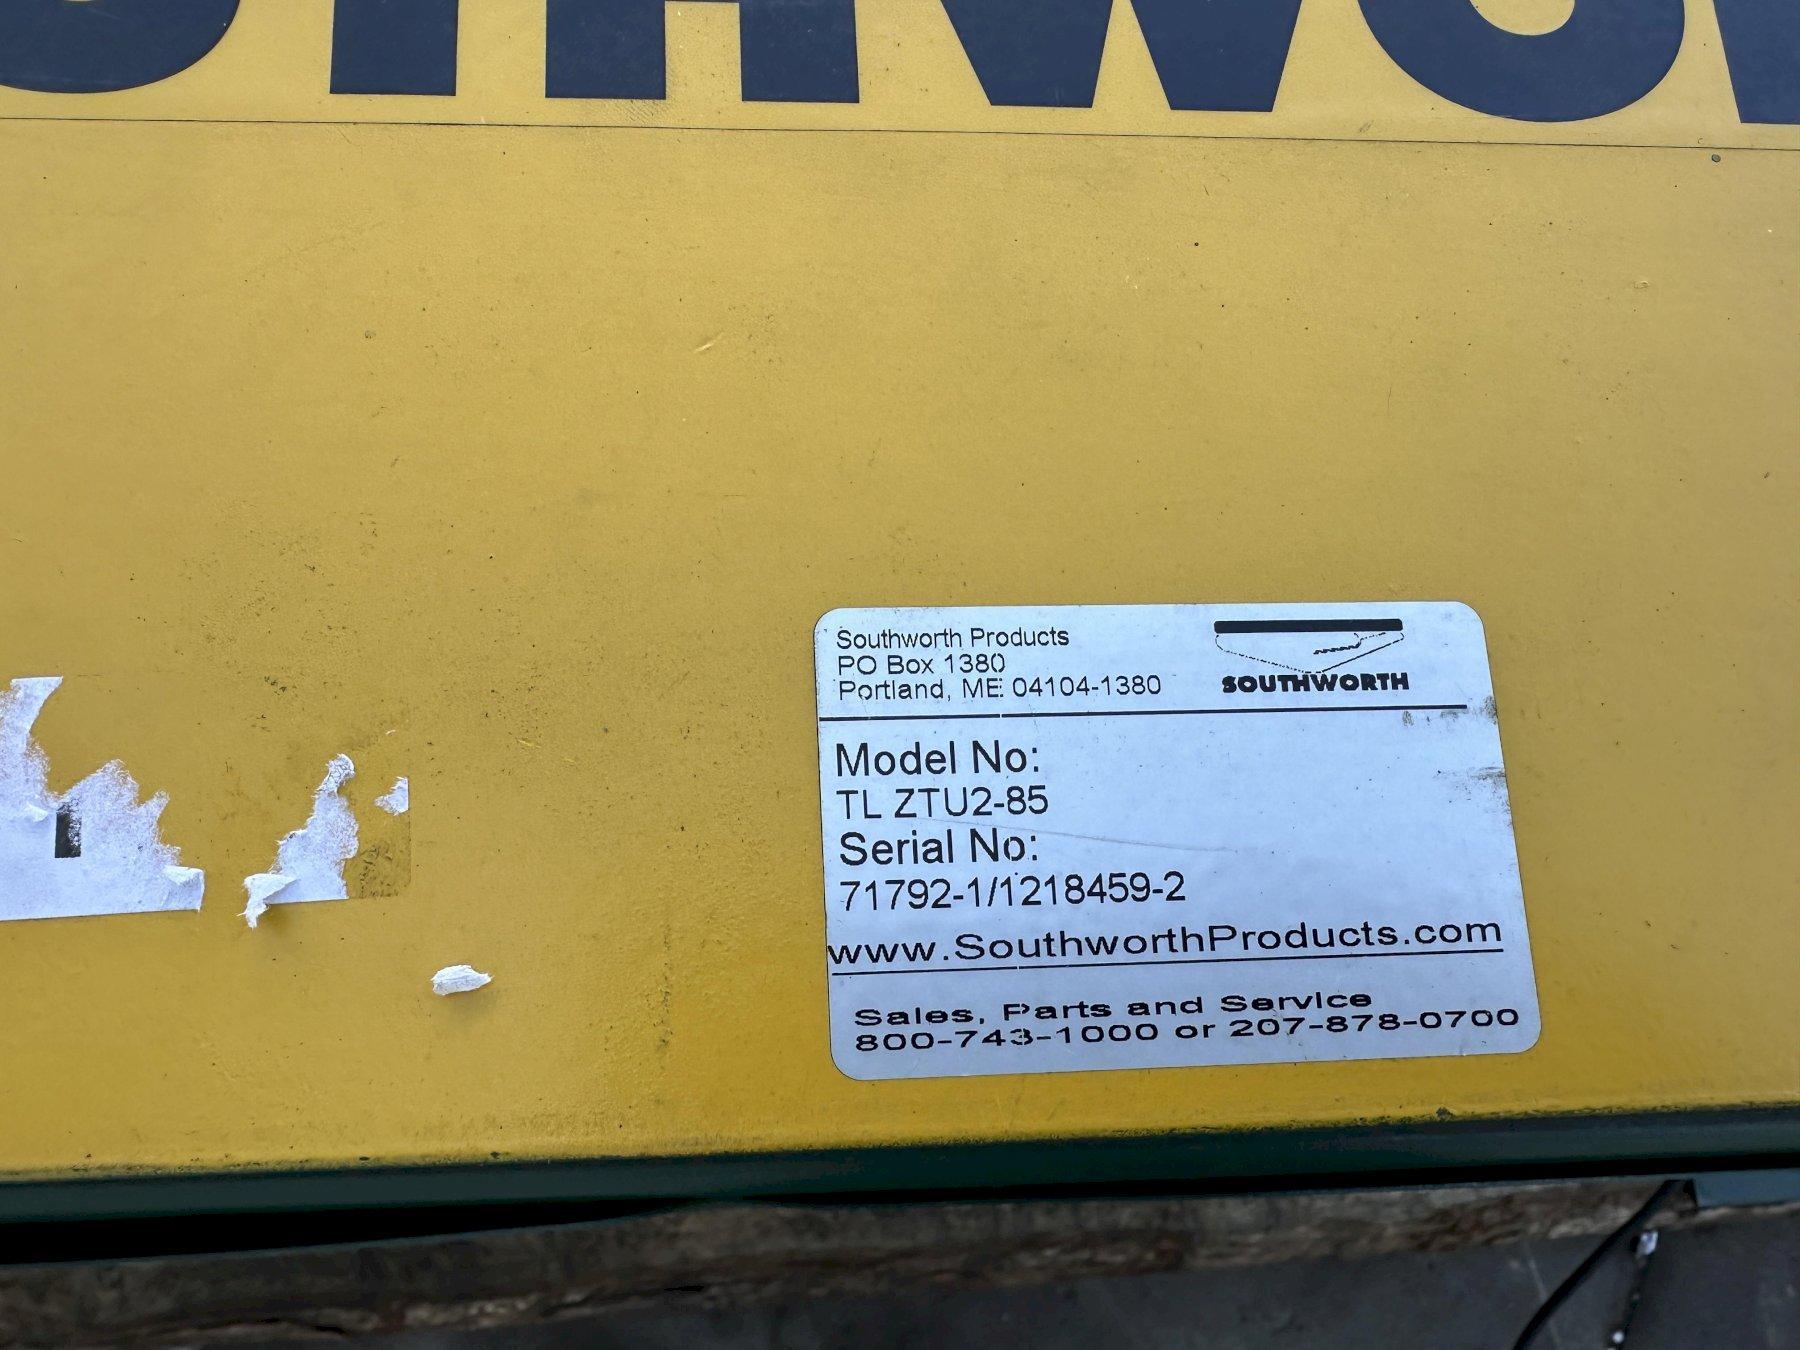 Southworth Products
PO Box 1380
Portland, ME. 04104-1380
SOUTHWORTH
Model No:
TL ZTU2-85
Serial No:
71792-1/1218459-2
www.SouthworthProducts.com
Sales, Parts and Service
800-743-1000 or 207-878-0700